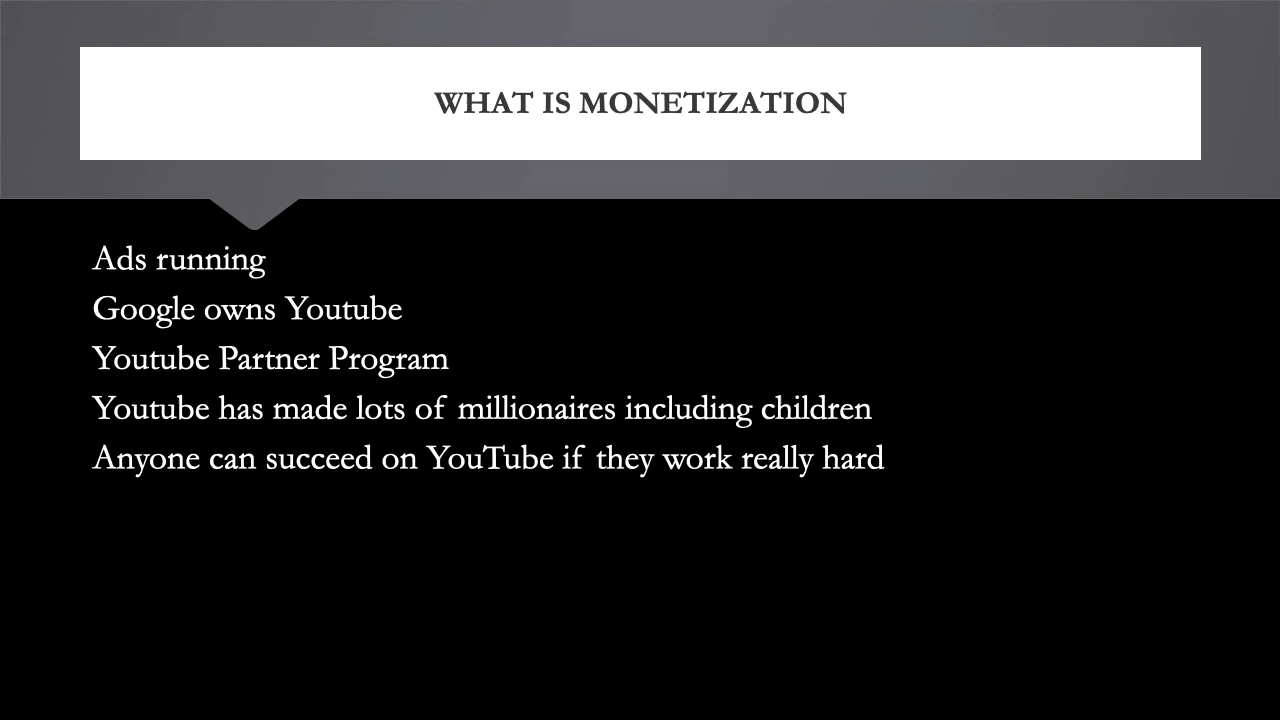 WHAT IS MONETIZATION
Ads running
Google owns Youtube
Youtube Partner Program
Youtube has made lots of millionaires including children
Anyone can succeed on YouTube if they work really hard